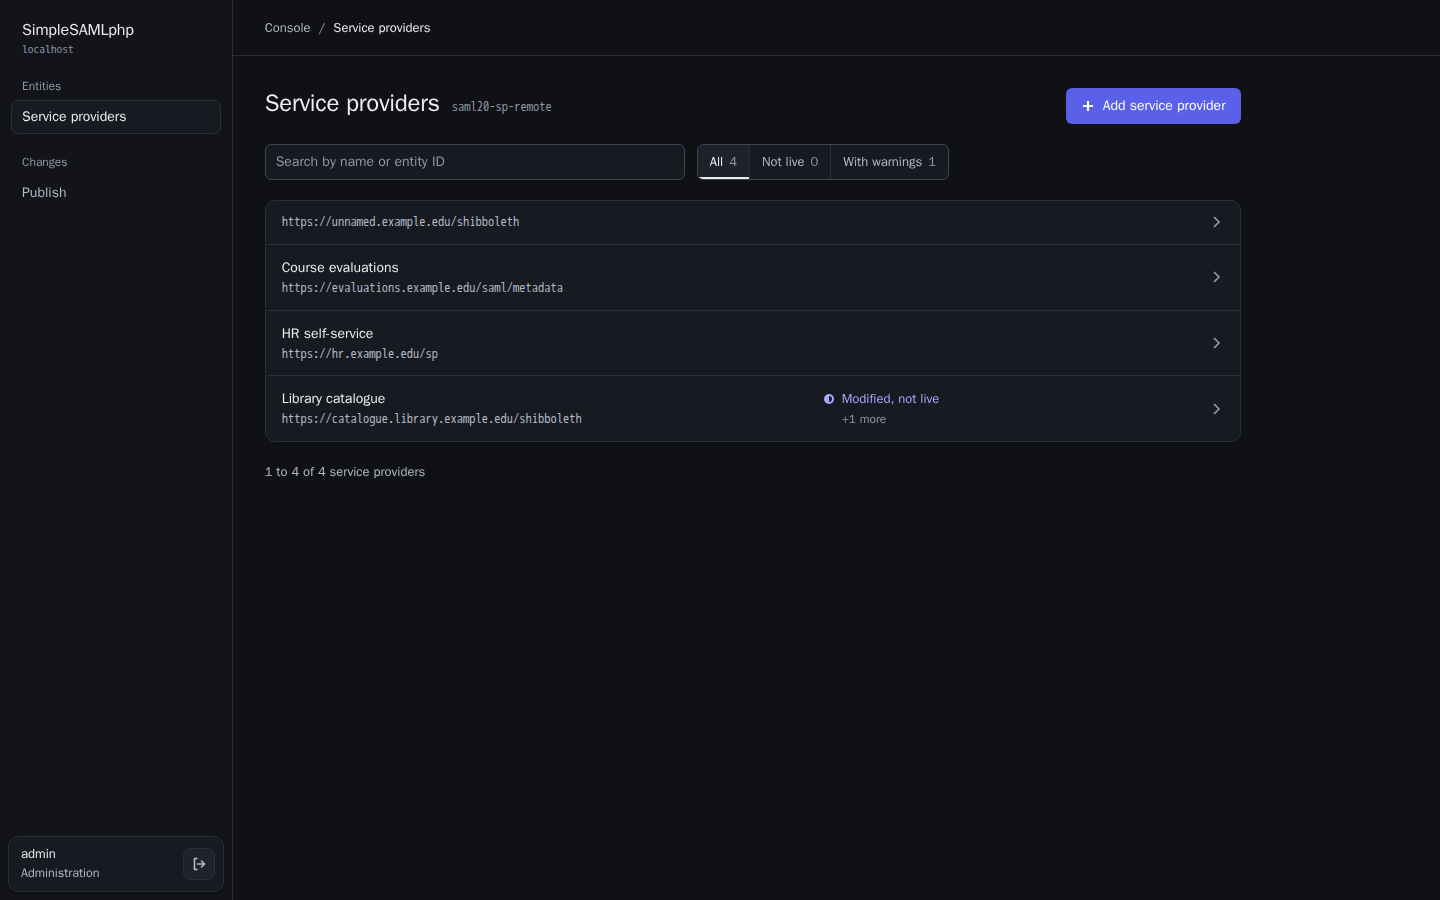 SimpleSAMLphp
localhost
Entities
Service providers
Changes
Publish
admin
Administration
Console / Service providers
Service providers saml20-sp-remote
Add service provider
Search by name or entity ID
All 4 Not live 0 With warnings 1
https://unnamed.example.edu/shibboleth
Course evaluations
https://evaluations.example.edu/saml/metadata
HR self-service
https://hr.example.edu/sp
Library catalogue
Modified, not live
https://catalogue.library.example.edu/shibboleth
+1 more
1 to 4 of 4 service providers